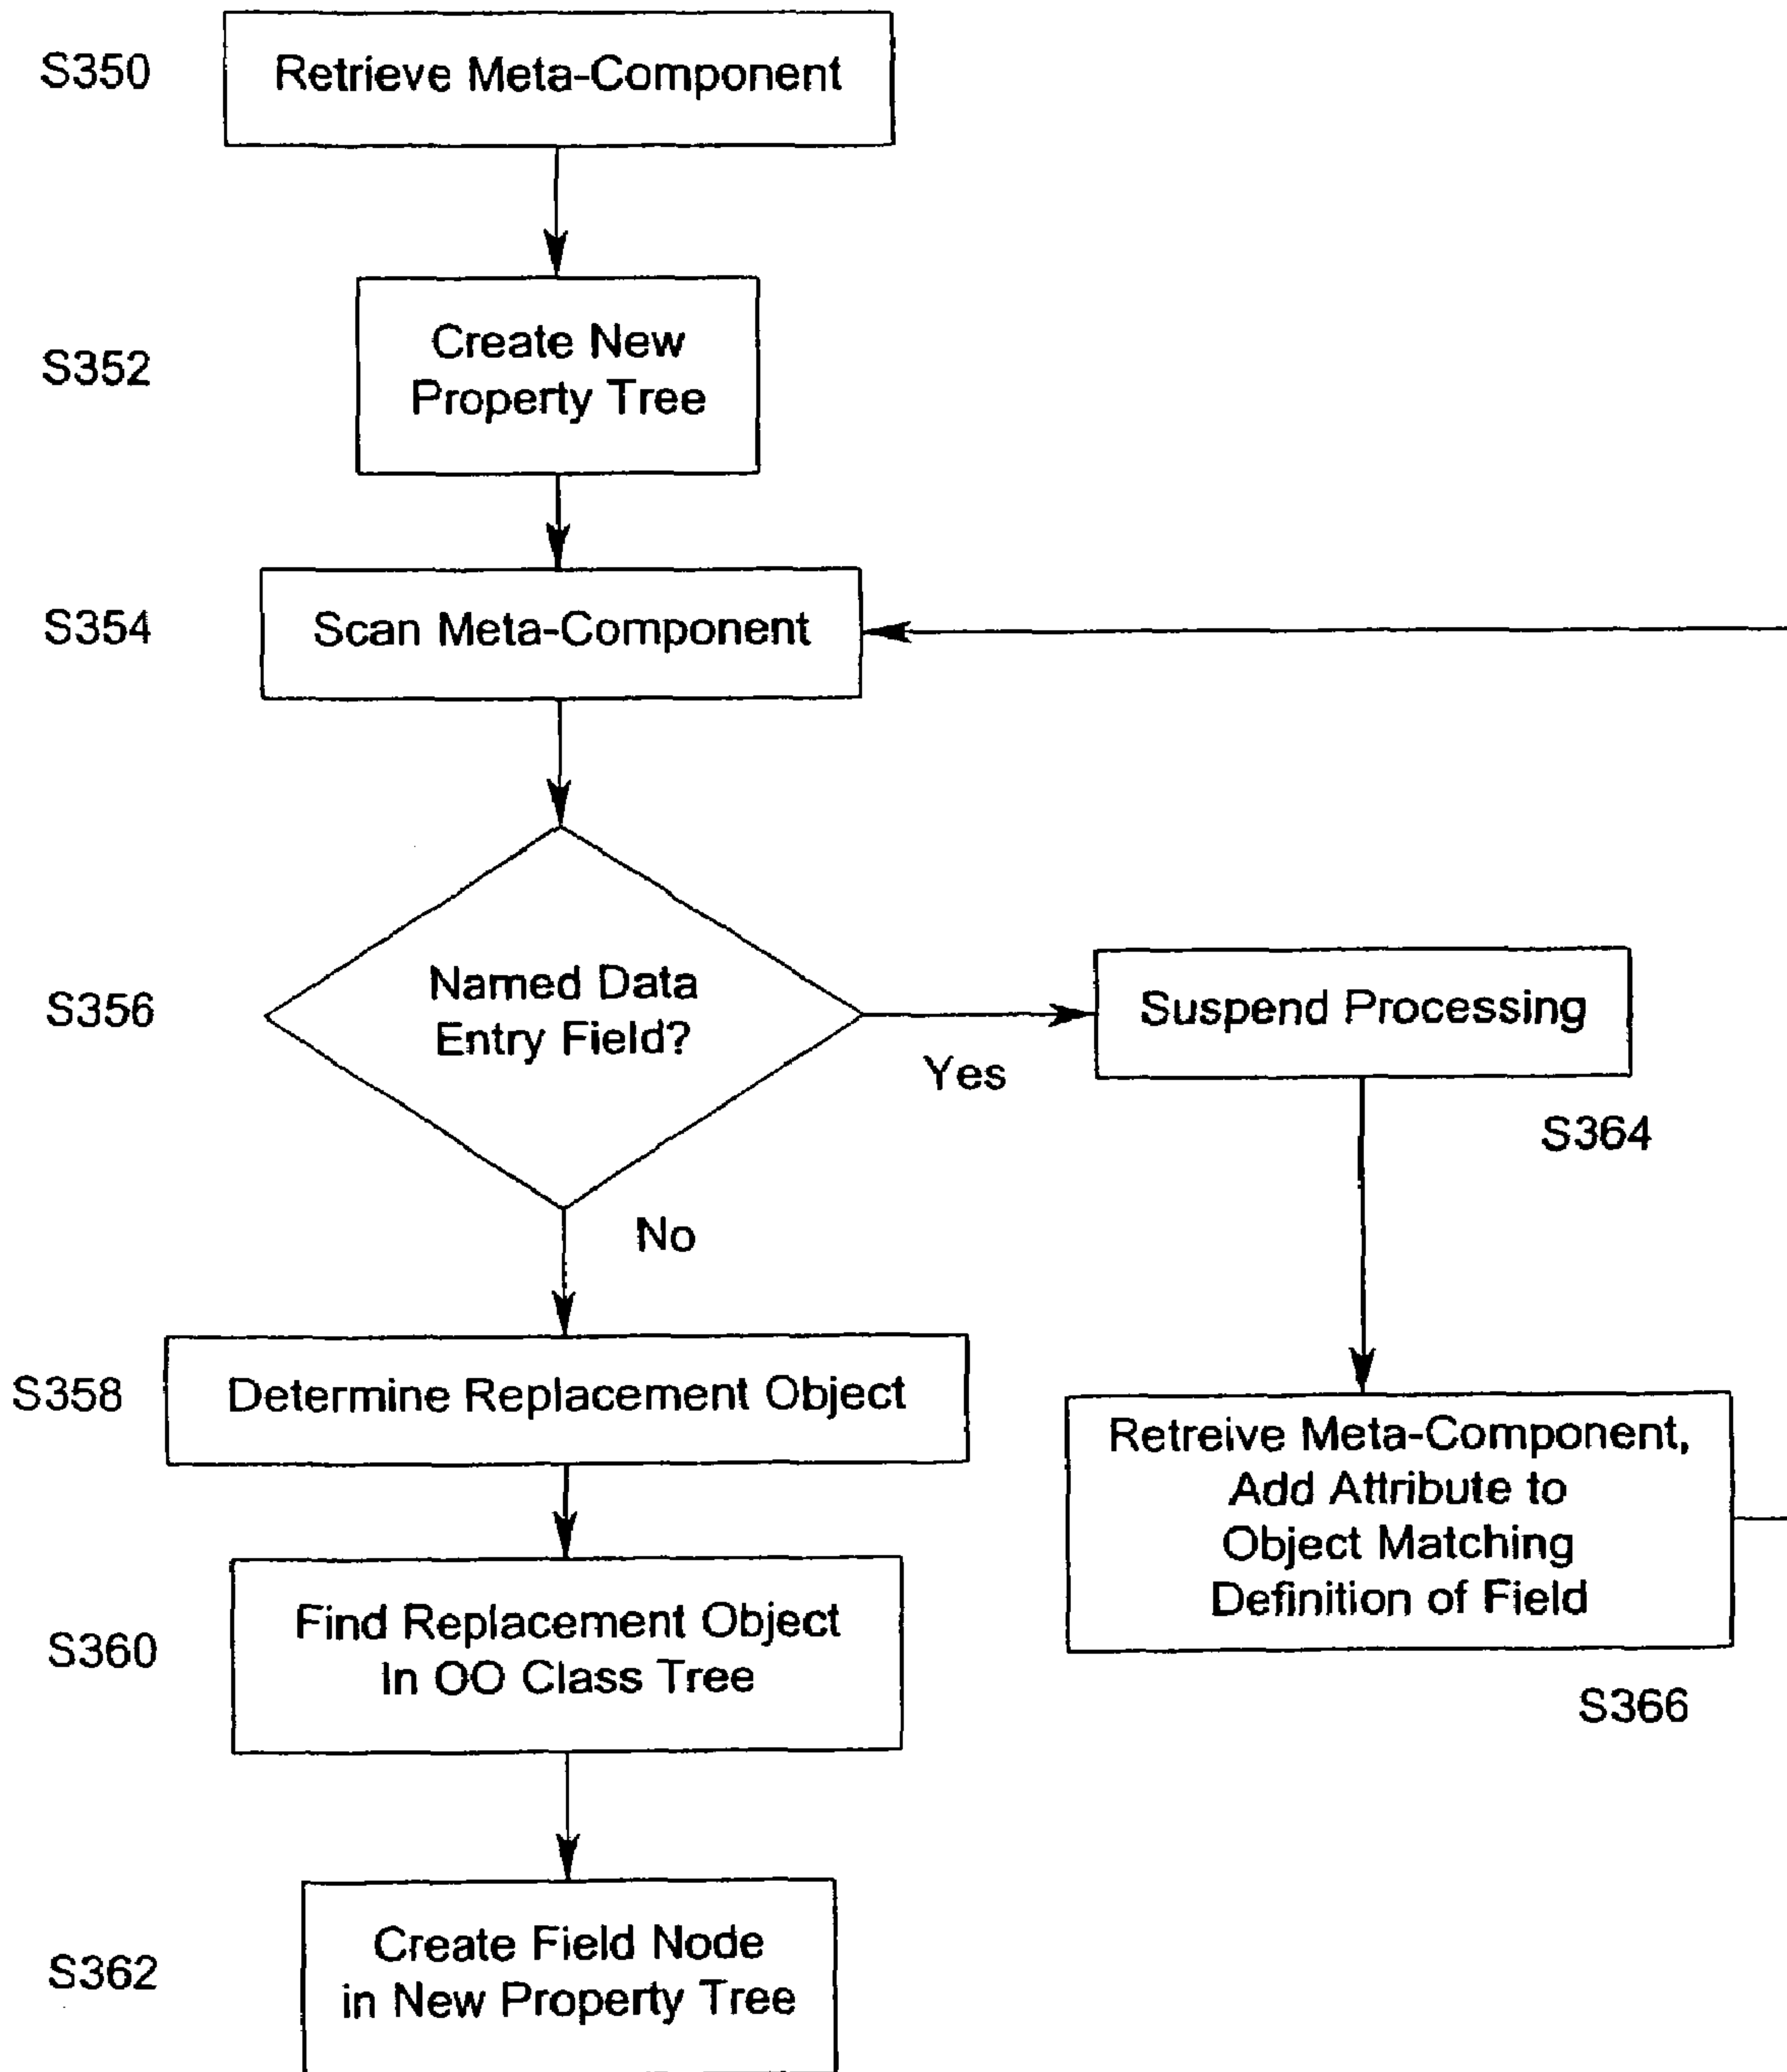 S350
Retrieve Meta-Component
S352
Create New
Property Tree
S354
Scan Meta-Component
S356
Named Data
Entry Field?
Yes
Suspend Processing
S364
No
S358
Determine Replacement Object
Retreive Meta-Component,
Add Attribute to
Object Matching
Definition of Field
S366
S360
Find Replacement Object
In OO Class Tree
S362
Create Field Node
in New Property Tree